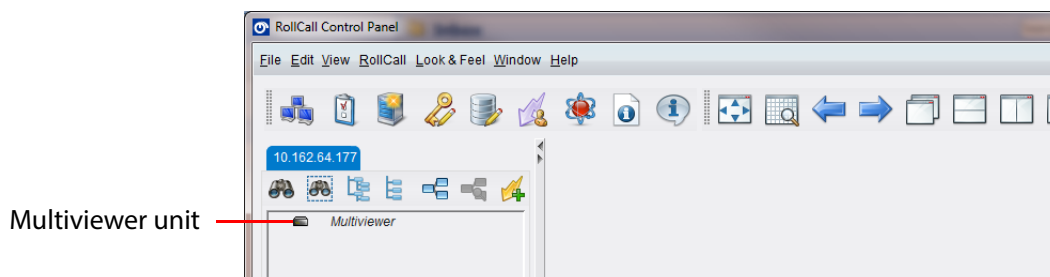 RollCall Control Panel
File Edit View RollCall Look & Feel Window Help
10.162.64.177
Multiviewer unit
Multiviewer